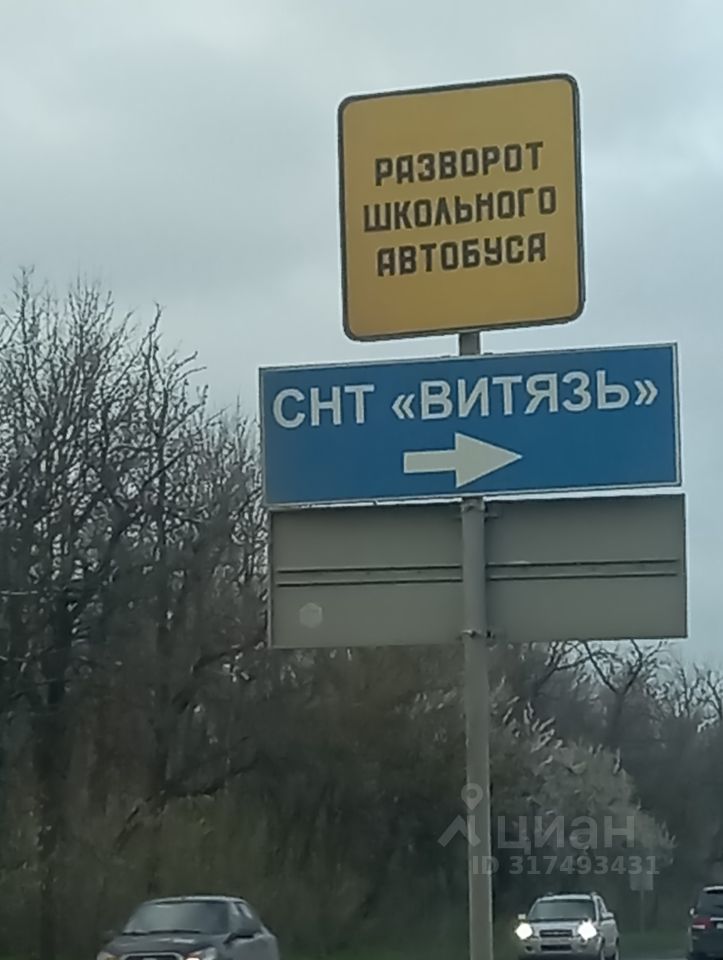 РАЗВОРОТ
ШКОЛЬНОГО
АВТОБУСА
СНТ «ВИТЯЗЬ»
циан
ID 317493431